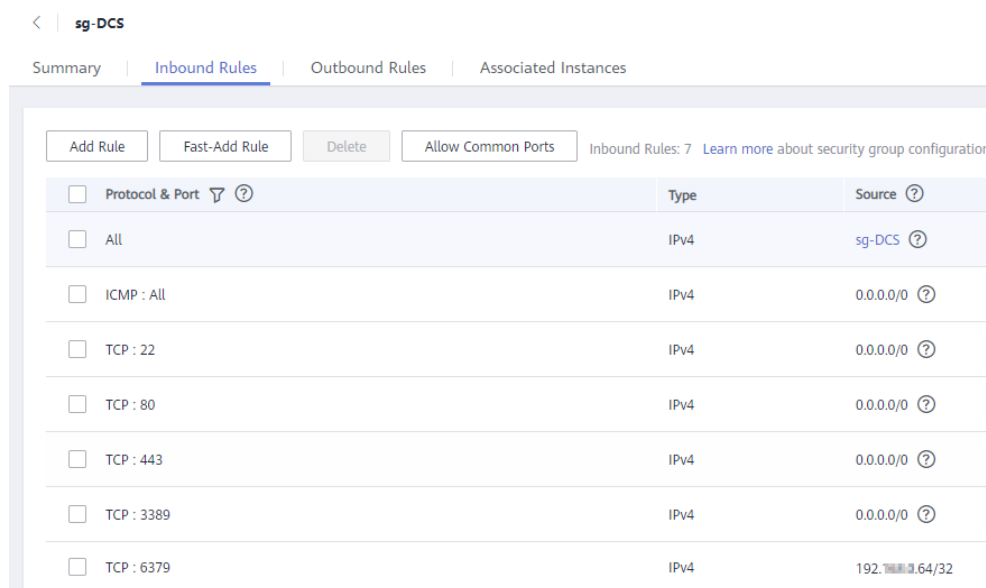 sg-DCS
Summary Inbound Rules Outbound Rules Associated Instances
Add Rule Fast-Add Rule Delete Allow Common Ports Inbound Rules: 7 Learn more about security group configuration
Protocol & Port Type Source
All IPv4 sg-DCS
ICMP : All IPv4 0.0.0.0/0
TCP : 22 IPv4 0.0.0.0/0
TCP : 80 IPv4 0.0.0.0/0
TCP : 443 IPv4 0.0.0.0/0
TCP : 3389 IPv4 0.0.0.0/0
TCP : 6379 IPv4